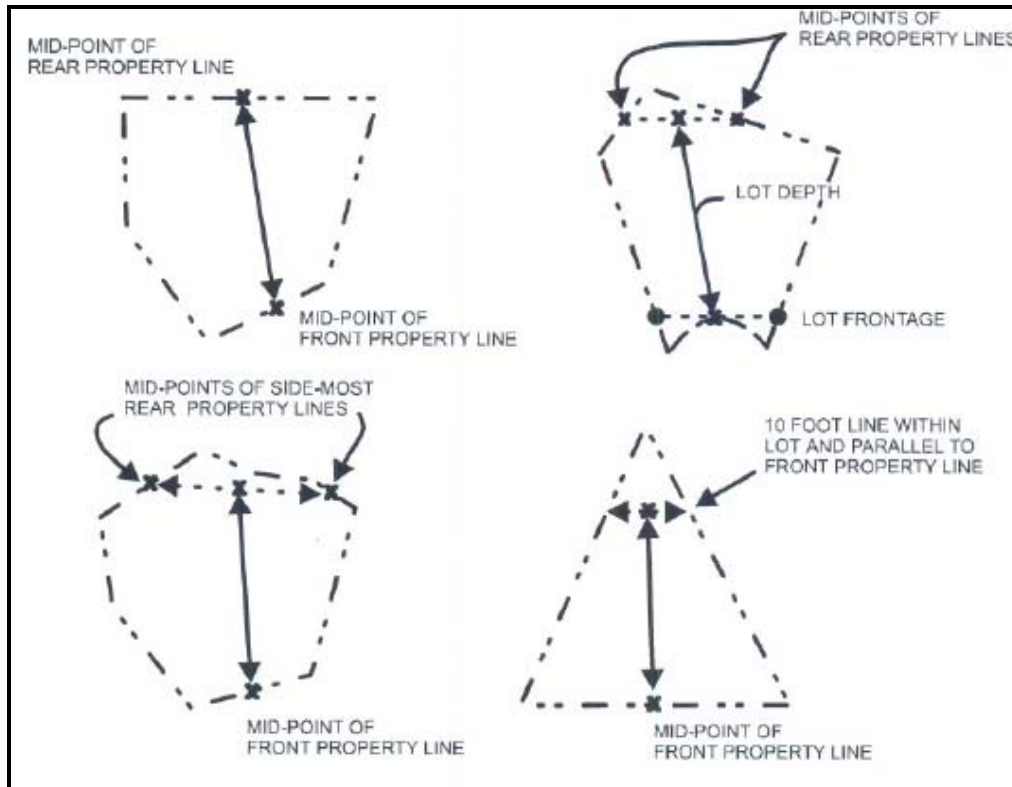 MID-POINT OF
REAR PROPERTY LINE
MID-POINT OF
FRONT PROPERTY LINE
MID-POINTS OF
REAR PROPERTY LINES
LOT DEPTH
LOT FRONTAGE
MID-POINTS OF SIDE-MOST
REAR PROPERTY LINES
MID-POINT OF
FRONT PROPERTY LINE
10 FOOT LINE WITHIN
LOT AND PARALLEL TO
FRONT PROPERTY LINE
MID-POINT OF
FRONT PROPERTY LINE